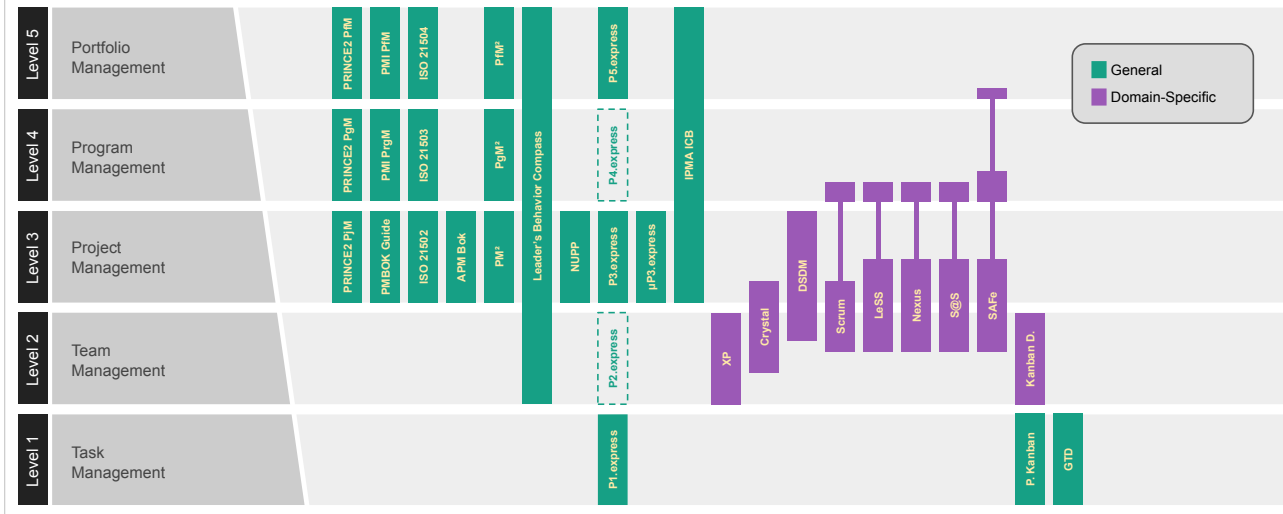 Level 5
Portfolio
Management
PRINCE2 PfM
PMI PfM
ISO 21504
PfM²
P5.express
General
Domain-Specific
Level 4
Program
Management
PRINCE2 PgM
PMI PrgM
ISO 21503
PgM²
Leader's Behavior Compass
P4.express
IPMA ICB
Level 3
Project
Management
PRINCE2 PjM
PMBOK Guide
ISO 21502
APM Bok
PM²
NUPP
P3.express
µP3.express
DSDM
Crystal
Scrum
LeSS
Nexus
S@S
SAFe
Level 2
Team
Management
P2.express
XP
Kanban D.
Level 1
Task
Management
P1.express
P. Kanban
GTD